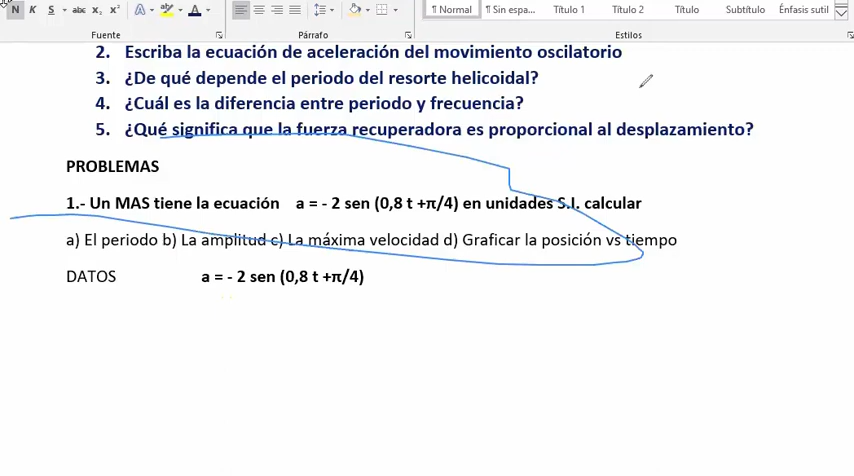 N K S abc x₂ x² A A
Fuente Párrafo Estilos
¶ Normal ¶ Sin espa... Título 1 Título 2 Título Subtítulo Énfasis sutil
2. Escriba la ecuación de aceleración del movimiento oscilatorio
3. ¿De qué depende el periodo del resorte helicoidal?
4. ¿Cuál es la diferencia entre periodo y frecuencia?
5. ¿Qué significa que la fuerza recuperadora es proporcional al desplazamiento?
PROBLEMAS
1.- Un MAS tiene la ecuación a = - 2 sen (0,8 t +π/4) en unidades S.I. calcular
a) El periodo b) La amplitud c) La máxima velocidad d) Graficar la posición vs tiempo
DATOS a = - 2 sen (0,8 t +π/4)